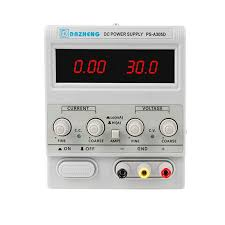 DAZHENG DC POWER SUPPLY PS-A305D
0.00 30.0
CURRENT VOLTAGE
C.C. C.V.
FINE COARSE AMPS FINE COARSE
ON OFF - GND +